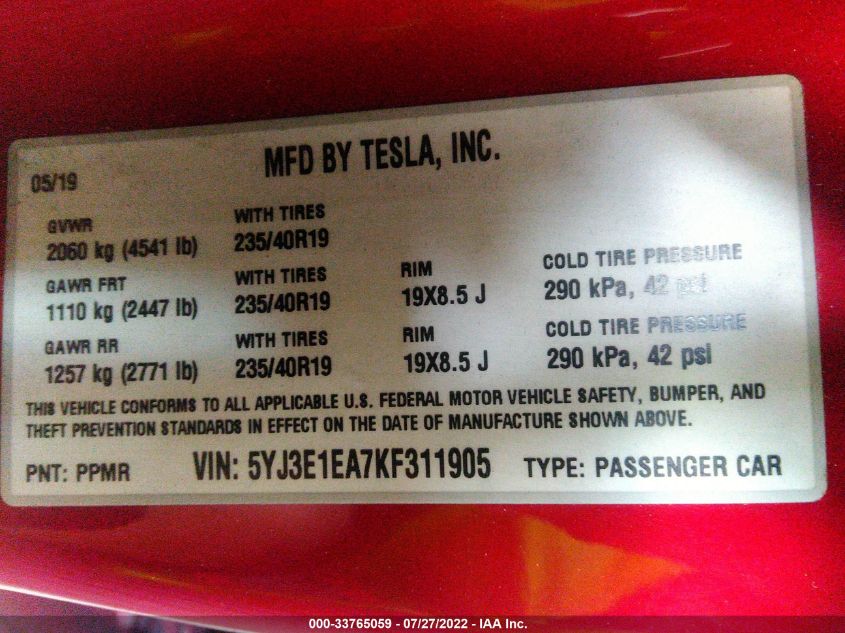 MFD BY TESLA, INC.
05/19
GVWR WITH TIRES
2060 kg (4541 lb) 235/40R19
GAWR FRT WITH TIRES RIM COLD TIRE PRESSURE
1110 kg (2447 lb) 235/40R19 19X8.5 J 290 kPa, 42 psi
GAWR RR WITH TIRES RIM COLD TIRE PRESSURE
1257 kg (2771 lb) 235/40R19 19X8.5 J 290 kPa, 42 psi
THIS VEHICLE CONFORMS TO ALL APPLICABLE U.S. FEDERAL MOTOR VEHICLE SAFETY, BUMPER, AND
THEFT PREVENTION STANDARDS IN EFFECT ON THE DATE OF MANUFACTURE SHOWN ABOVE.
PNT: PPMR VIN: 5YJ3E1EA7KF311905 TYPE: PASSENGER CAR
000-33765059 - 07/27/2022 - IAA Inc.